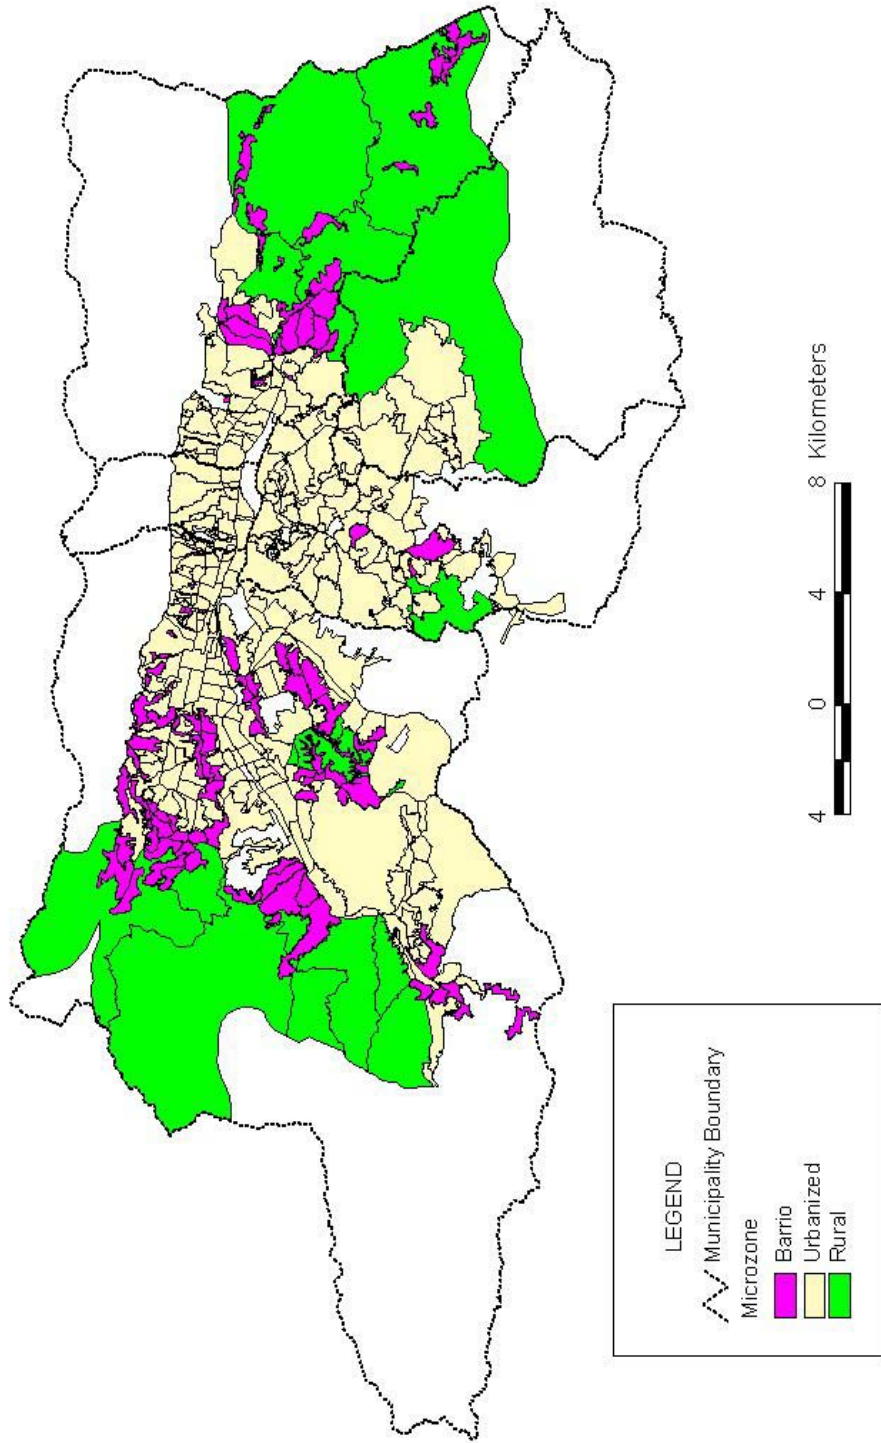 LEGEND
Municipality Boundary
Microzone
Barrio
Urbanized
Rural
4 0 4 8 Kilometers